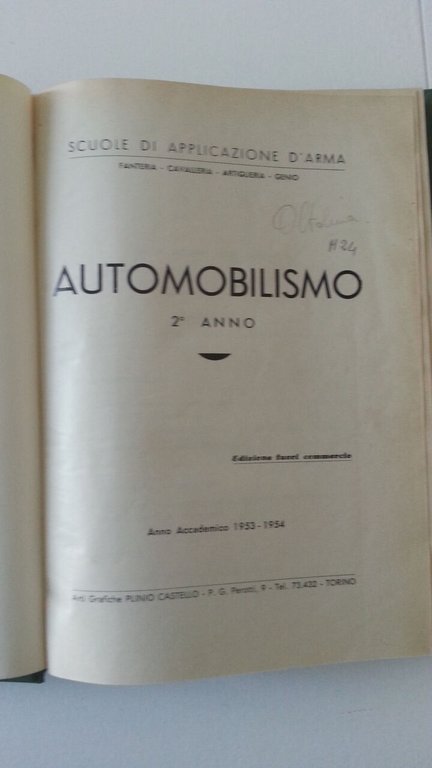 SCUOLE DI APPLICAZIONE D'ARMA
FANTERIA - CAVALLERIA - ARTIGLIERIA - GENIO
AUTOMOBILISMO
2° ANNO
Edizione fuori commercio
Anno Accademico 1953-1954
Arti Grafiche PLINIO CASTELLO - P. G. Perotti, 9 - Tel. 73.432 - TORINO